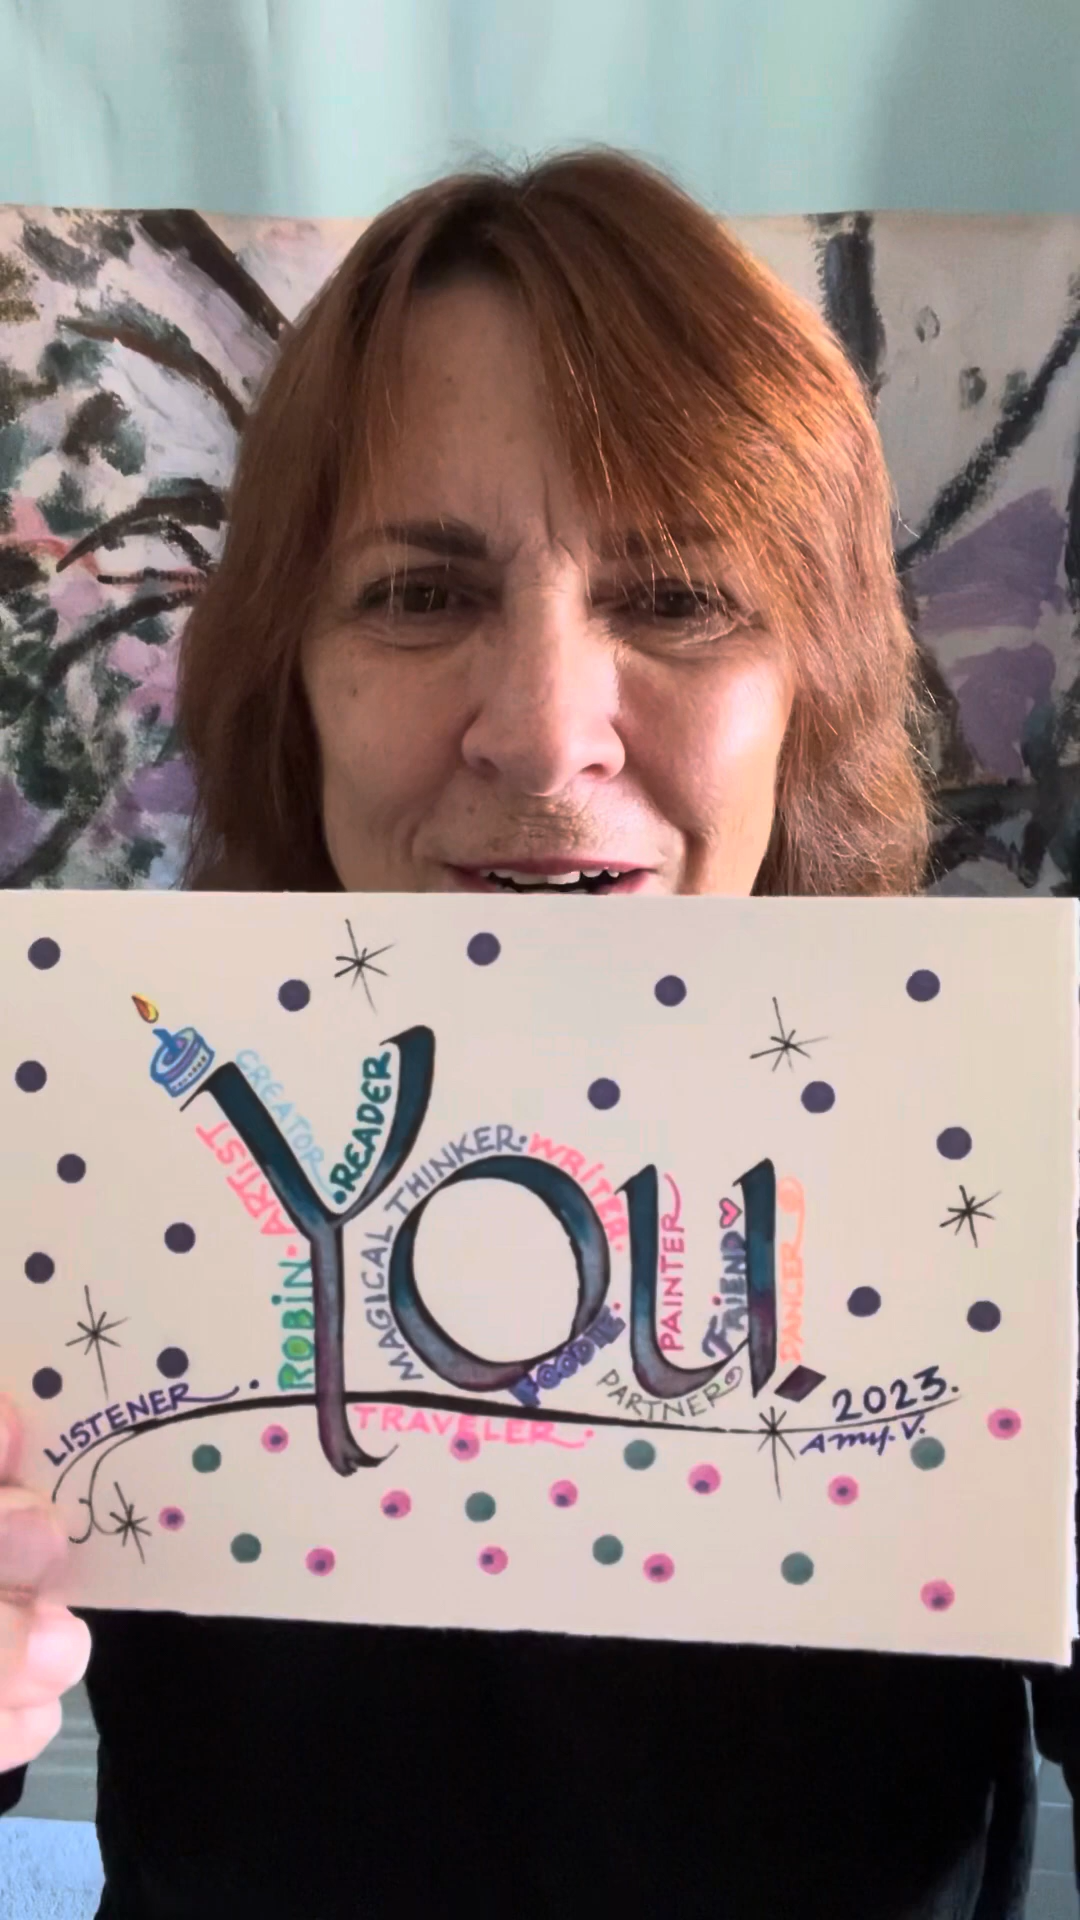 You
CREATOR
• READER
ROBIN • ARTIST
MAGICAL THINKER • WRITER •
PAINTER
FRIEND
DANCER
FOODIE •
PARTNER
LISTENER •
TRAVELER •
2023.
Amy.V.